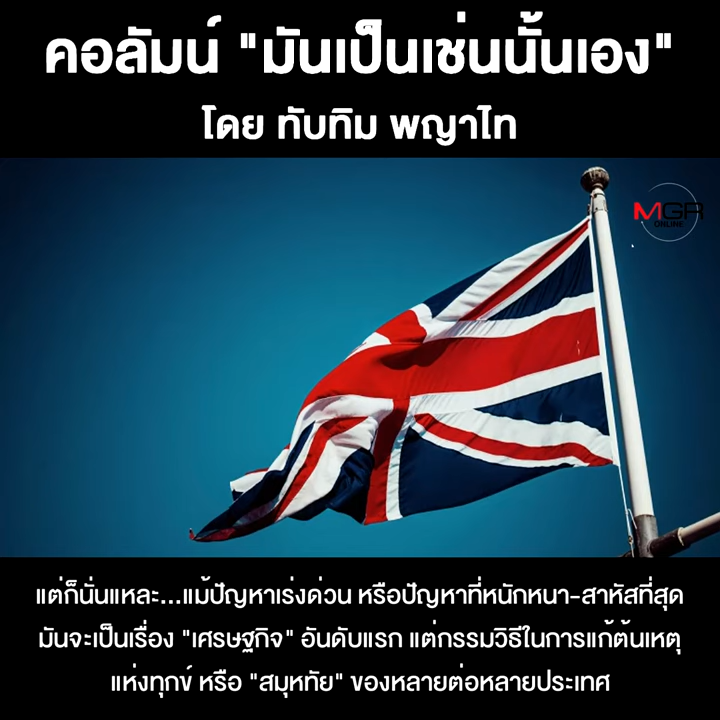 คอลัมน์ "มันเป็นเช่นนั้นเอง"
โดย ทับทิม พญาไท
MGR
ONLINE
แต่ก็นั่นแหละ...แม้ปัญหาเร่งด่วน หรือปัญหาที่หนักหนา-สาหัสที่สุด
มันจะเป็นเรื่อง "เศรษฐกิจ" อันดับแรก แต่กรรมวิธีในการแก้ต้นเหตุ
แห่งทุกข์ หรือ "สมุหทัย" ของหลายต่อหลายประเทศ